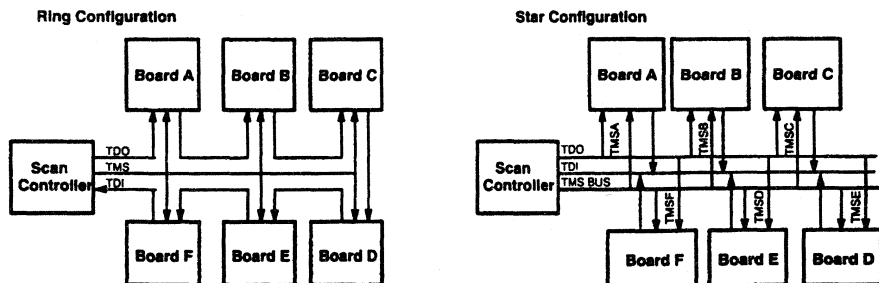 Ring Configuration
Board A
Board B
Board C
Scan Controller
TDO
TMS
TDI
Board F
Board E
Board D
Star Configuration
Board A
Board B
Board C
TMSA
TMSB
TMSC
Scan Controller
TDO
TDI
TMS BUS
TMSF
TMSD
TMSE
Board F
Board E
Board D